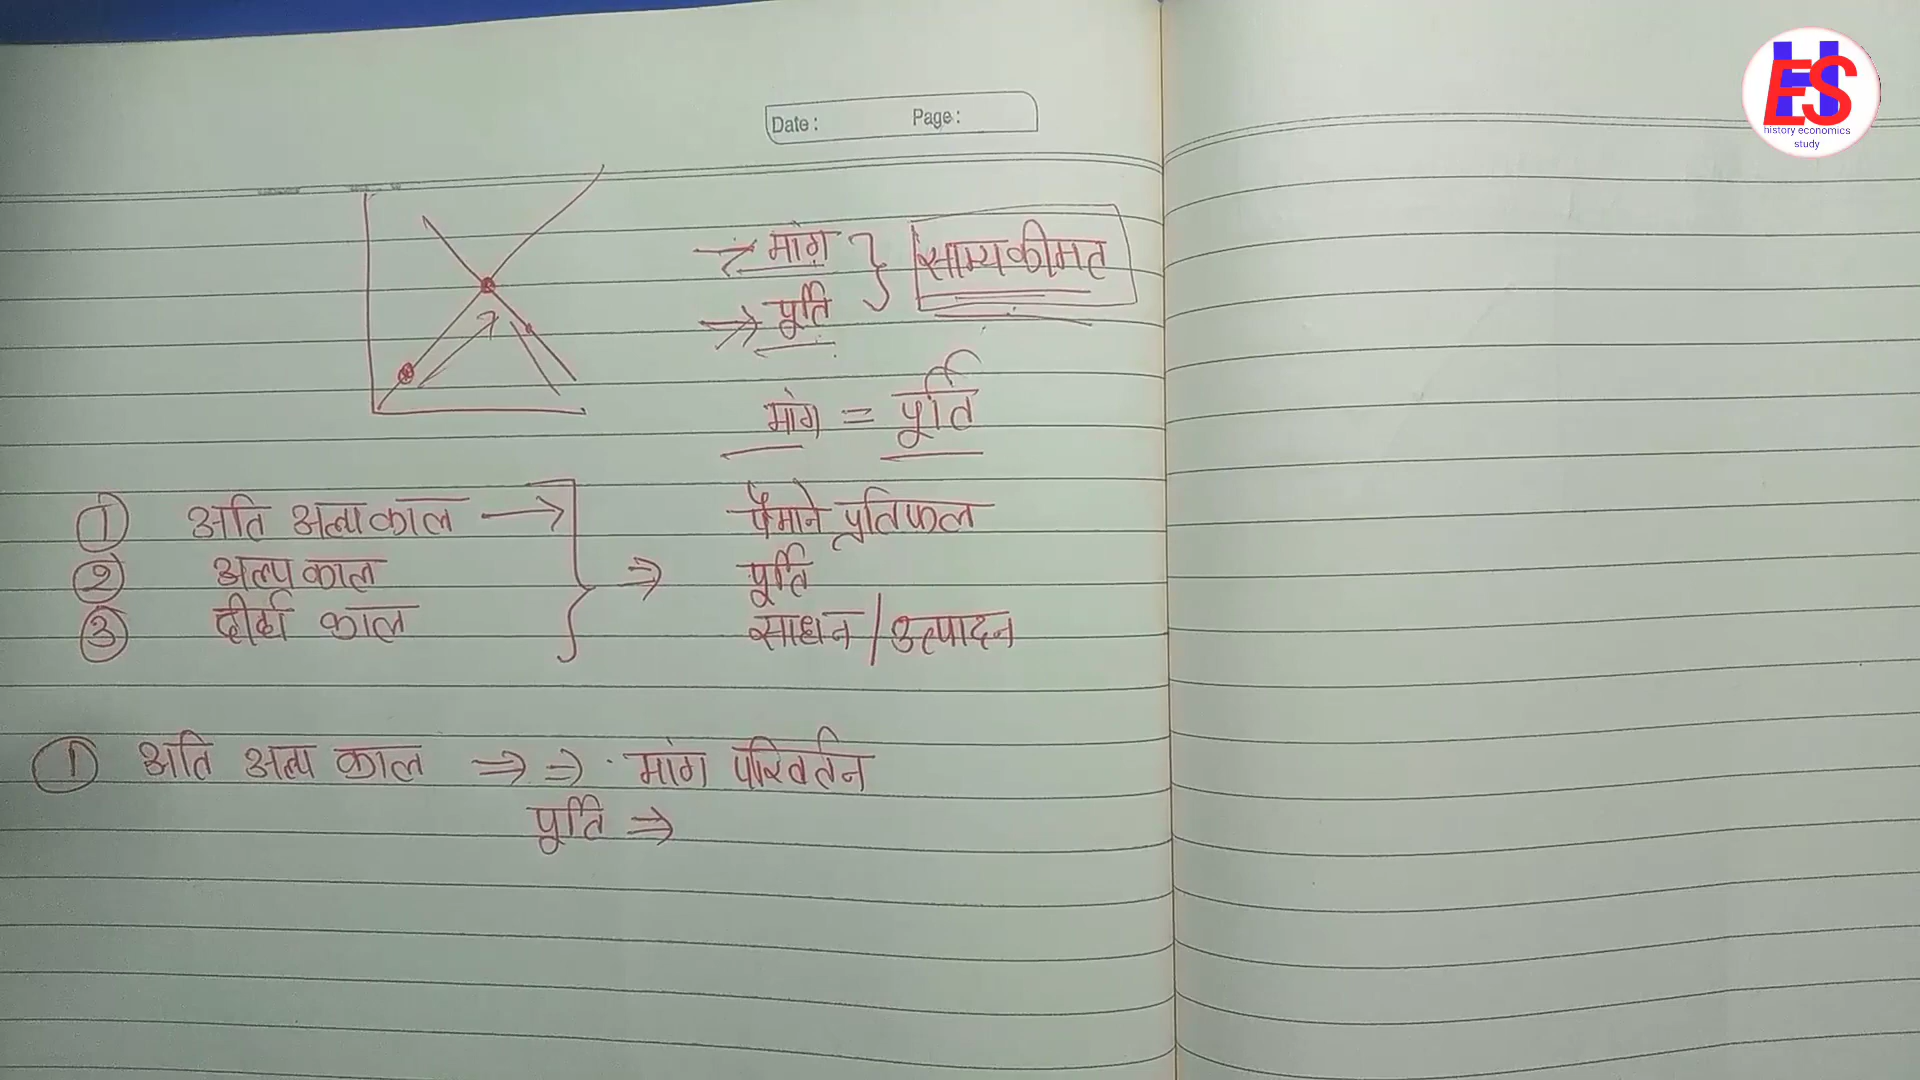 HES
history economics
study
Date : Page :
→ मांग } साम्यकीमत
→ पूर्ति
मांग = पूर्ति
① अति अल्पकाल → पैमाने प्रतिफल
② अल्पकाल ⇒ पूर्ति
③ दीर्घ काल साधन / उत्पादन
① अति अल्प काल ⇒ ⇒ मांग परिवर्तन
पूर्ति ⇒